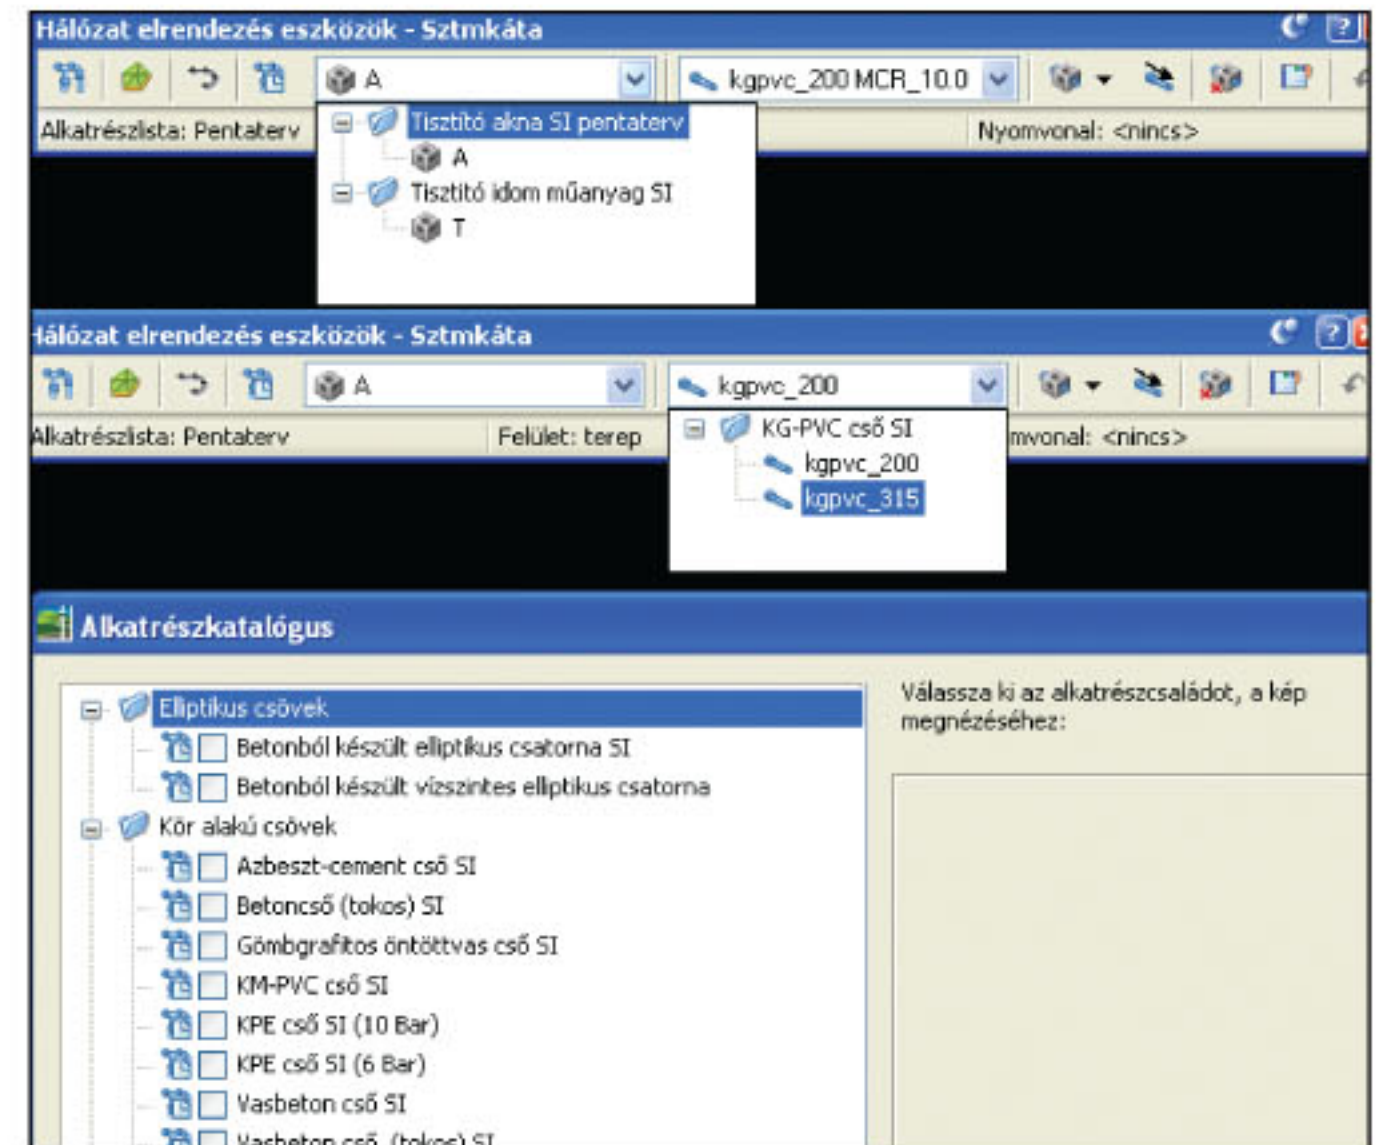 Hálózat elrendezés eszközök - Sztmkáta
A kgpvc_200 MCR_10.0
Alkatrészlista: Pentaterv Nyomvonal: <nincs>
Tisztító akna SI pentaterv
A
Tisztító idom műanyag SI
T
Hálózat elrendezés eszközök - Sztmkáta
A kgpvc_200
Alkatrészlista: Pentaterv Felület: terep mvonal: <nincs>
KG-PVC cső SI
kgpvc_200
kgpvc_315
Alkatrészkatalógus
Elliptikus csövek
Betonból készült elliptikus csatorna SI
Betonból készült vízszintes elliptikus csatorna
Kör alakú csövek
Azbeszt-cement cső SI
Betoncső (tokos) SI
Gömbgrafitos öntöttvas cső SI
KM-PVC cső SI
KPE cső SI (10 Bar)
KPE cső SI (6 Bar)
Vasbeton cső SI
Vasbeton cső (tokos) SI
Válassza ki az alkatrészcsaládot, a kép
megnézéséhez: